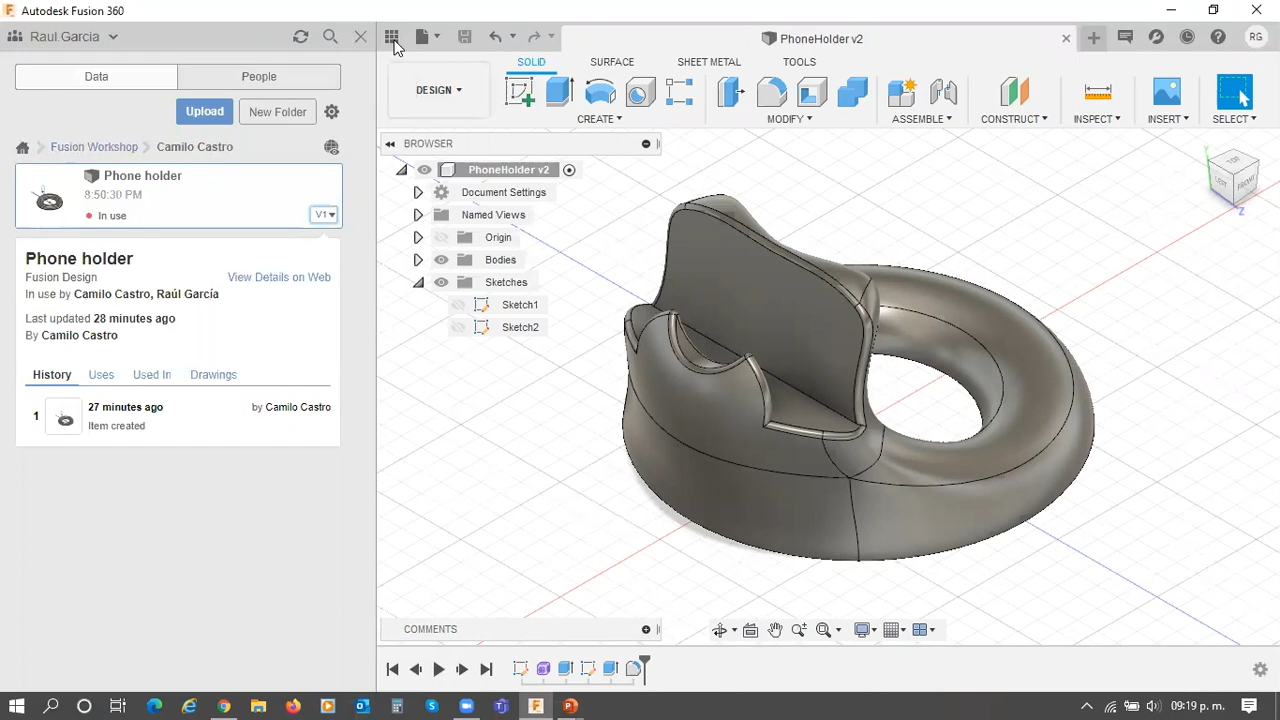 Autodesk Fusion 360
Raul.Garcia
PhoneHolder v2
RG
Data
People
Upload
New Folder
Fusion Workshop
Camilo Castro
Phone holder
8:50:30 PM
In use
V1
Phone holder
Fusion Design
View Details on Web
In use by Camilo Castro, Raúl García
Last updated 28 minutes ago
By Camilo Castro
History
Uses
Used In
Drawings
1
27 minutes ago
by Camilo Castro
Item created
SOLID
SURFACE
SHEET METAL
TOOLS
DESIGN
CREATE
MODIFY
ASSEMBLE
CONSTRUCT
INSPECT
INSERT
SELECT
BROWSER
PhoneHolder v2
Document Settings
Named Views
Origin
Bodies
Sketches
Sketch1
Sketch2
TOP
LEFT
FRONT
Y
Z
COMMENTS
09:19 p. m.